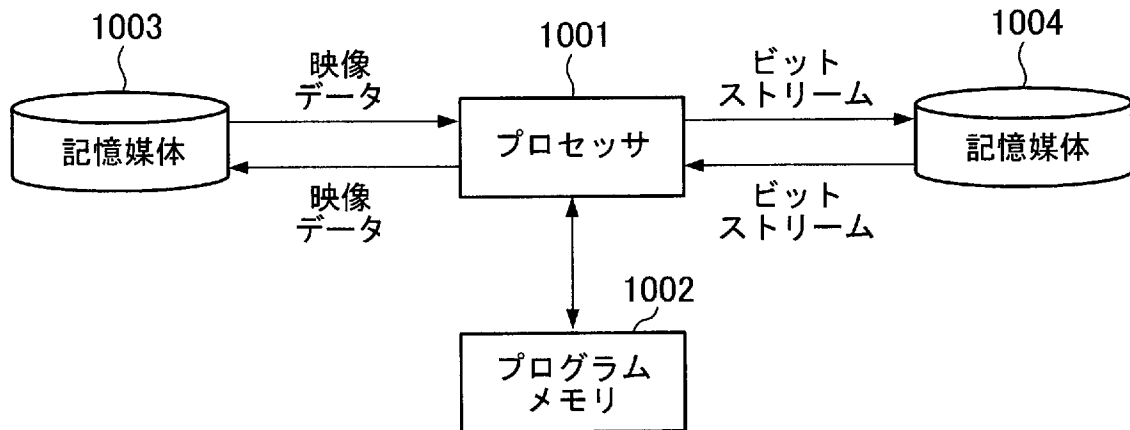 1003
1001
1004
映像
データ
ビット
ストリーム
記憶媒体
プロセッサ
記憶媒体
映像
データ
ビット
ストリーム
1002
プログラム
メモリ